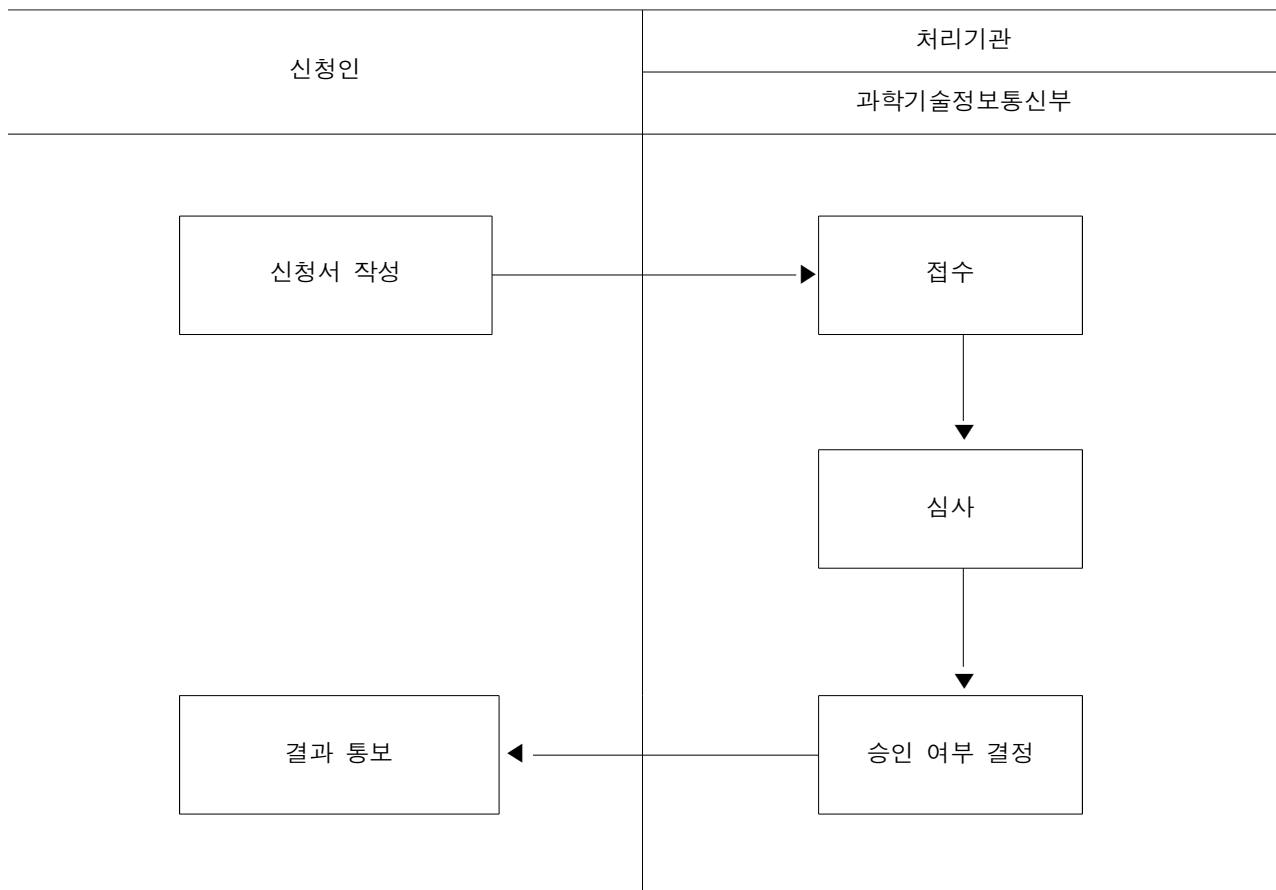 신청인
처리기관
과학기술정보통신부
신청서 작성
접수
심사
결과 통보
승인 여부 결정